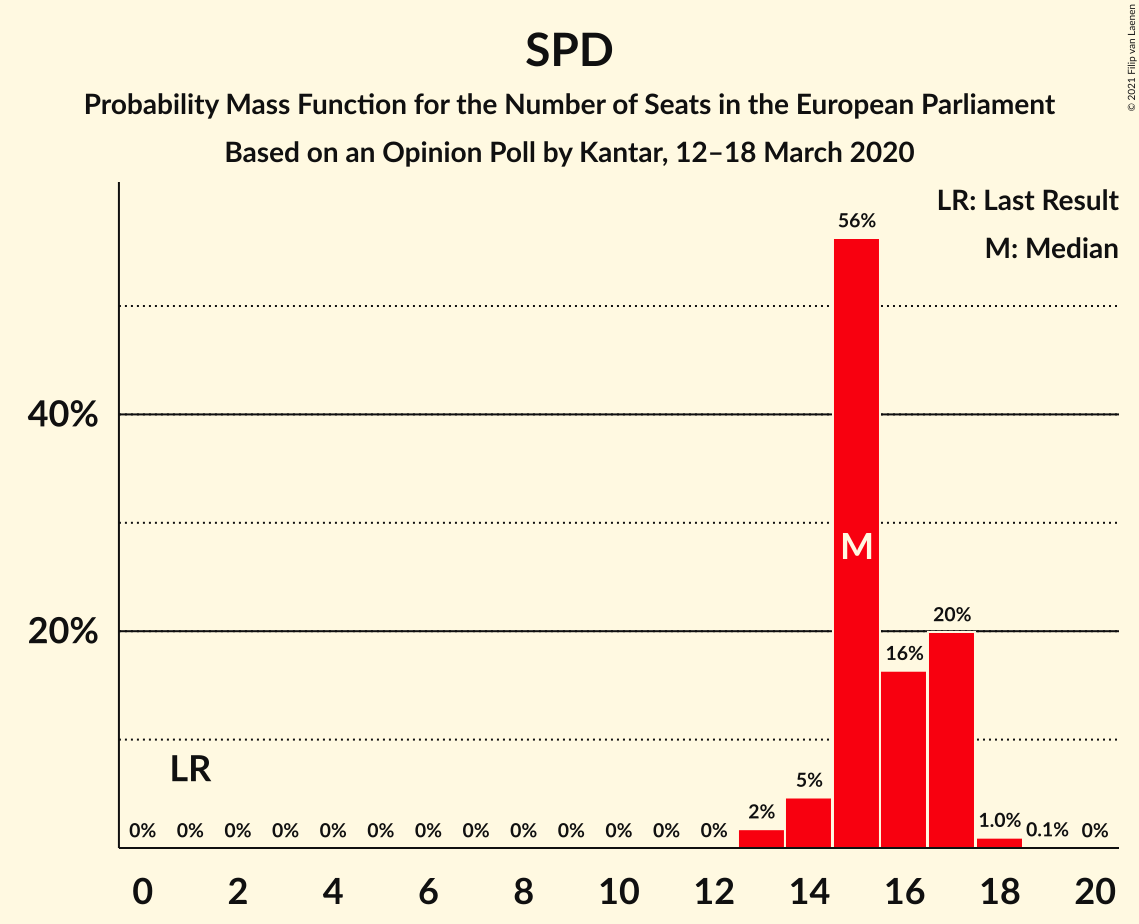 SPD
Probability Mass Function for the Number of Seats in the European Parliament
Based on an Opinion Poll by Kantar, 12–18 March 2020
© 2021 Filip van Laenen
LR: Last Result
M: Median
56%
40%
M
20%
20%
16%
LR
5%
2%
0% 0% 0% 0% 0% 0% 0% 0% 0% 0% 0% 0% 0% 1.0% 0.1% 0%
0 2 4 6 8 10 12 14 16 18 20